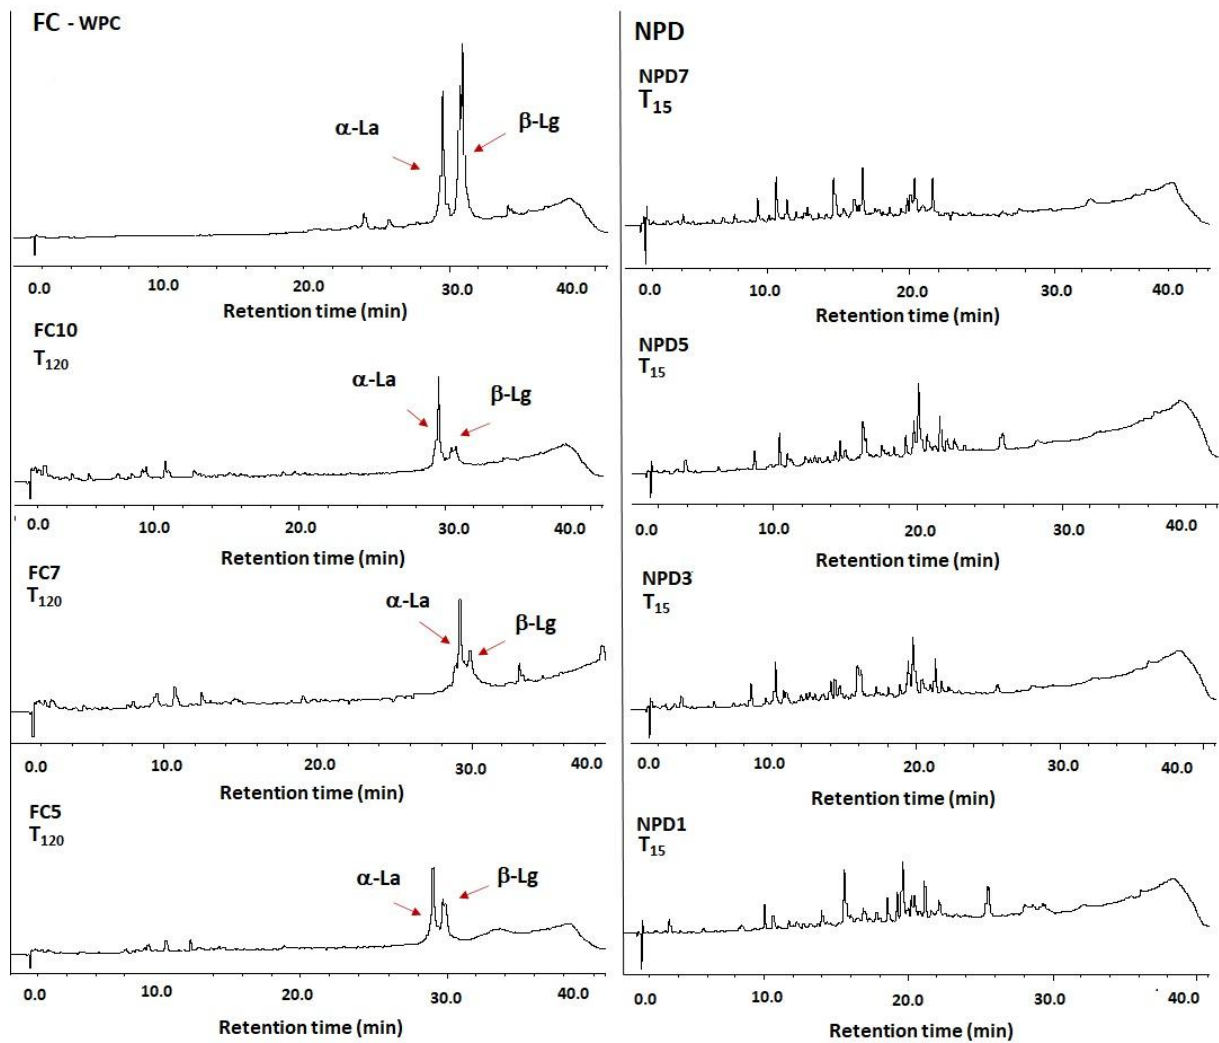 FC - WPC
α-La
β-Lg
0.0 10.0 20.0 30.0 40.0
Retention time (min)
FC10
T120
α-La
β-Lg
0.0 10.0 20.0 30.0 40.0
Retention time (min)
FC7
T120
α-La
β-Lg
0.0 10.0 20.0 30.0 40.0
Retention time (min)
FC5
T120
α-La
β-Lg
0.0 10.0 20.0 30.0 40.0
Retention time (min)
NPD
NPD7
T15
0.0 10.0 20.0 30.0 40.0
Retention time (min)
NPD5
T15
0.0 10.0 20.0 30.0 40.0
Retention time (min)
NPD3
T15
0.0 10.0 20.0 30.0 40.0
Retention time (min)
NPD1
T15
0.0 10.0 20.0 30.0 40.0
Retention time (min)